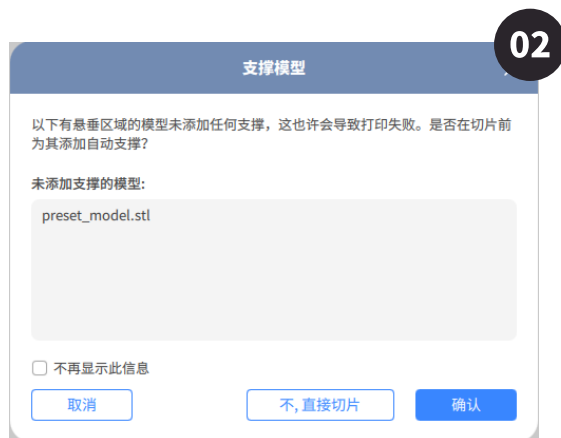 02
支撑模型
以下有悬垂区域的模型未添加任何支撑，这也许会导致打印失败。是否在切片前
为其添加自动支撑？
未添加支撑的模型:
preset_model.stl
不再显示此信息
取消
不, 直接切片
确认